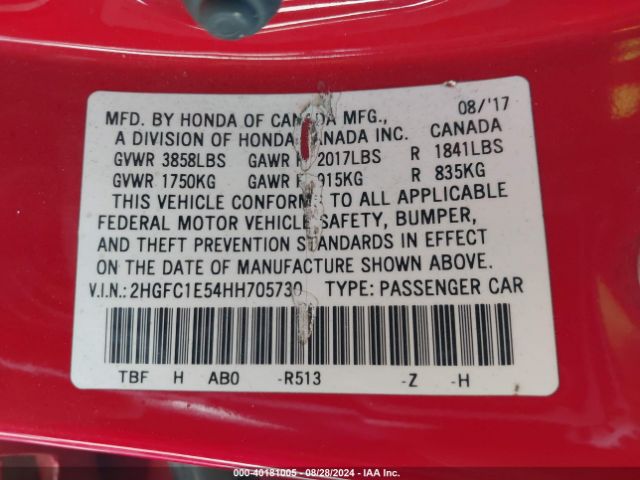 MFD. BY HONDA OF CANADA MFG., 08/'17
A DIVISION OF HONDA CANADA INC. CANADA
GVWR 3858LBS GAWR F 2017LBS R 1841LBS
GVWR 1750KG GAWR F 915KG R 835KG
THIS VEHICLE CONFORMS TO ALL APPLICABLE
FEDERAL MOTOR VEHICLE SAFETY, BUMPER,
AND THEFT PREVENTION STANDARDS IN EFFECT
ON THE DATE OF MANUFACTURE SHOWN ABOVE.
V.I.N.: 2HGFC1E54HH705730 TYPE: PASSENGER CAR
TBF H AB0 -R513 -Z -H
000-40181005 - 08/28/2024 - IAA Inc.